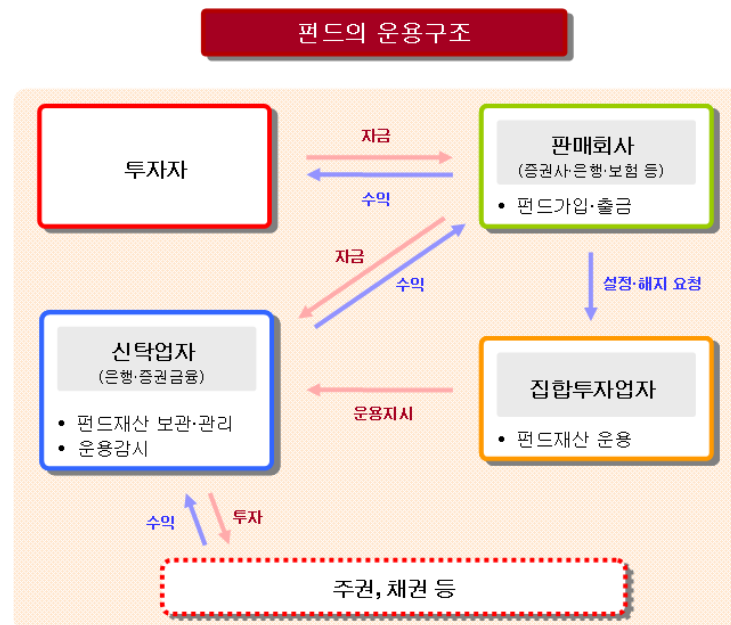 펀드의 운용구조
투자자
자금
수익
판매회사
(증권사·은행·보험 등)
• 펀드가입·출금
자금
수익
설정·해지 요청
신탁업자
(은행·증권금융)
• 펀드재산 보관·관리
• 운용감시
운용지시
집합투자업자
• 펀드재산 운용
수익
투자
주권, 채권 등